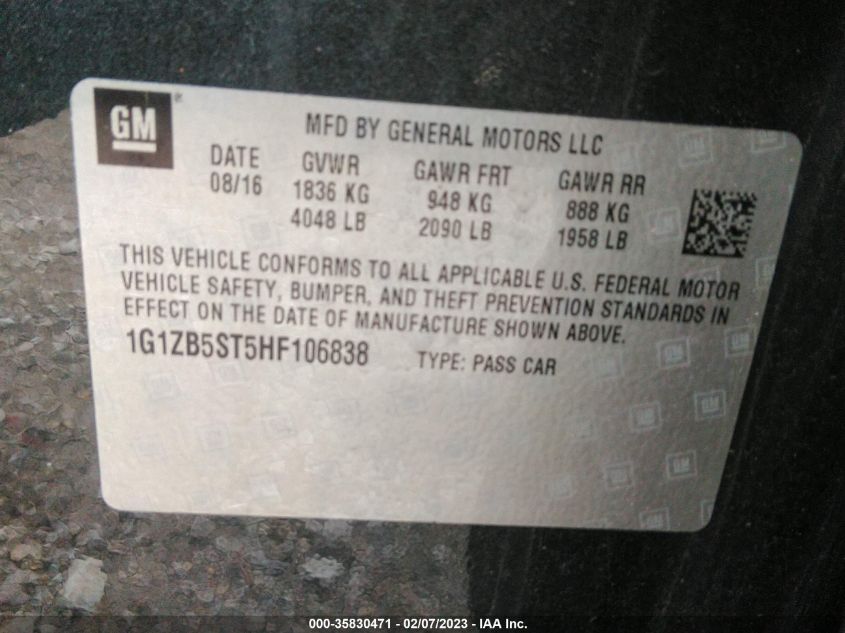 GM
MFD BY GENERAL MOTORS LLC
DATE GVWR GAWR FRT GAWR RR
08/16 1836 KG 948 KG 888 KG
4048 LB 2090 LB 1958 LB
THIS VEHICLE CONFORMS TO ALL APPLICABLE U.S. FEDERAL MOTOR
VEHICLE SAFETY, BUMPER, AND THEFT PREVENTION STANDARDS IN
EFFECT ON THE DATE OF MANUFACTURE SHOWN ABOVE.
1G1ZB5ST5HF106838 TYPE: PASS CAR
000-35830471 - 02/07/2023 - IAA Inc.